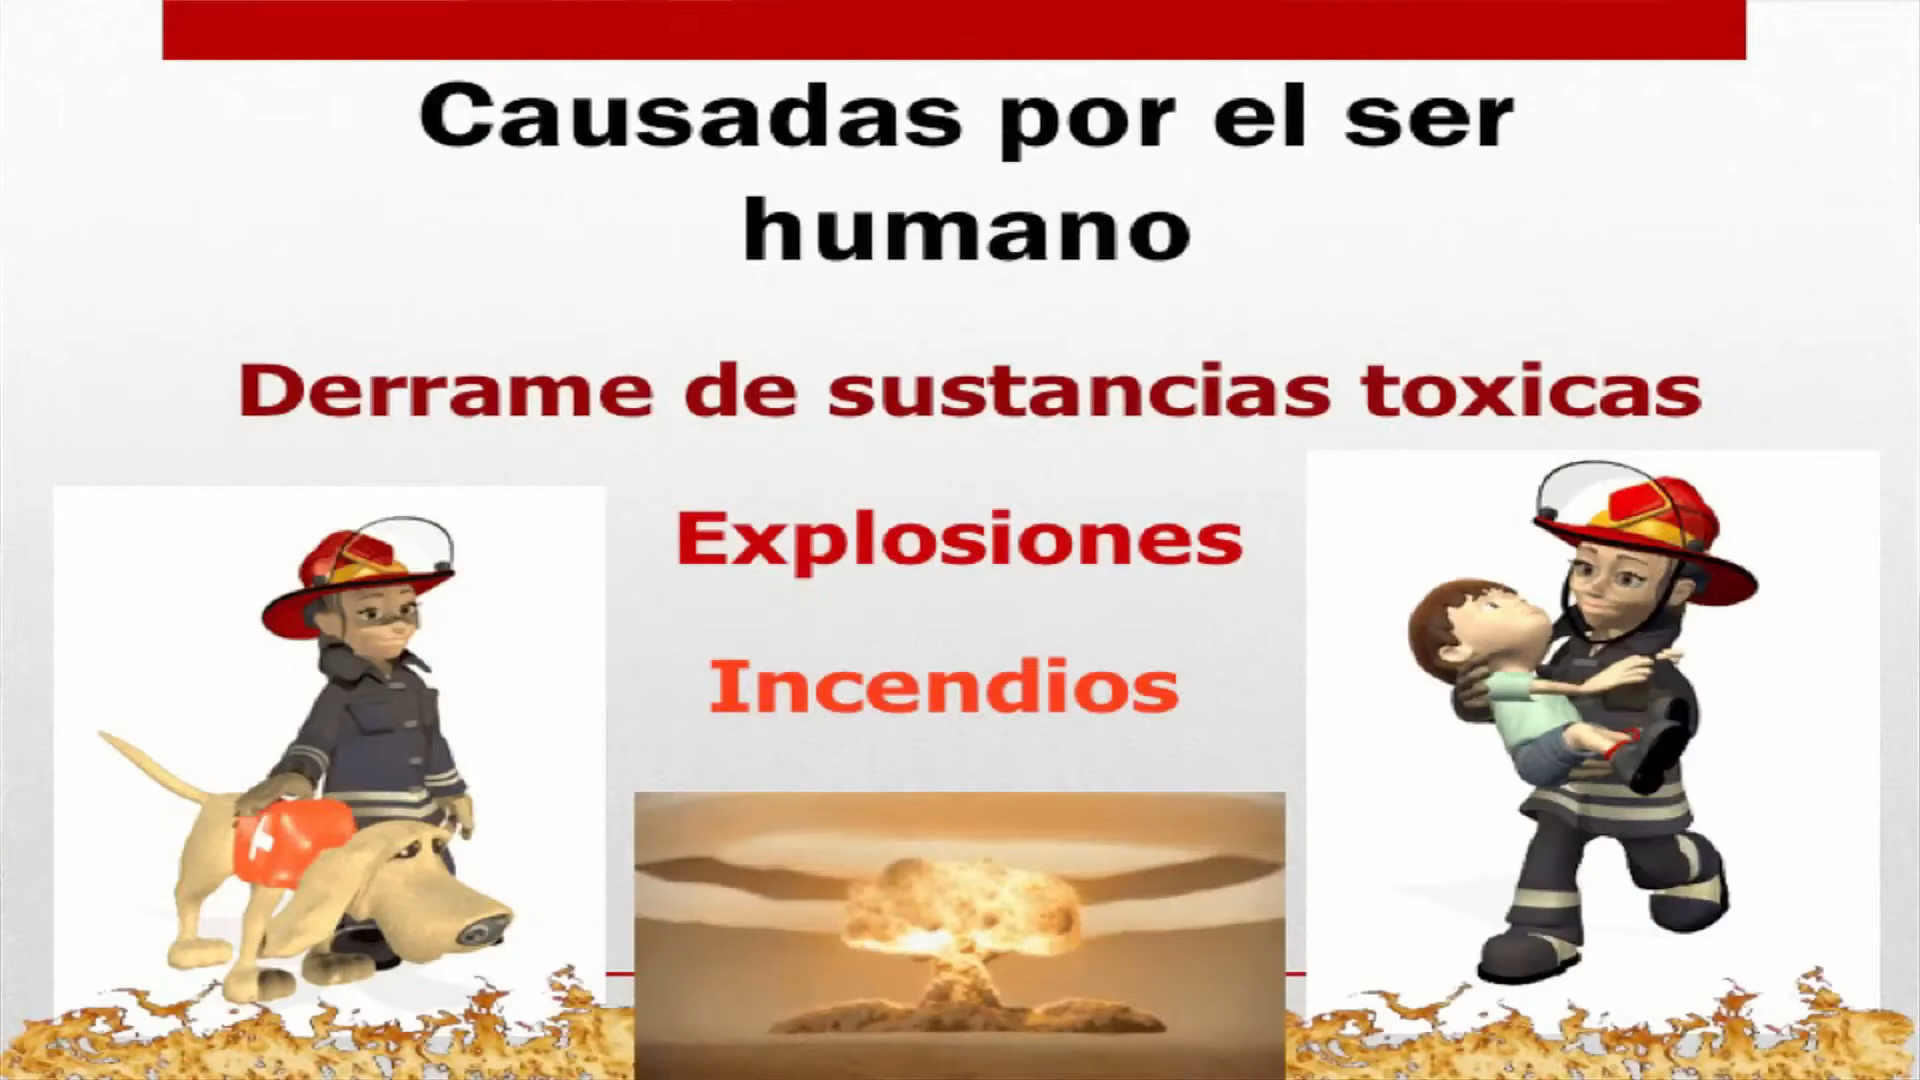 Causadas por el ser
humano
Derrame de sustancias toxicas
Explosiones
Incendios